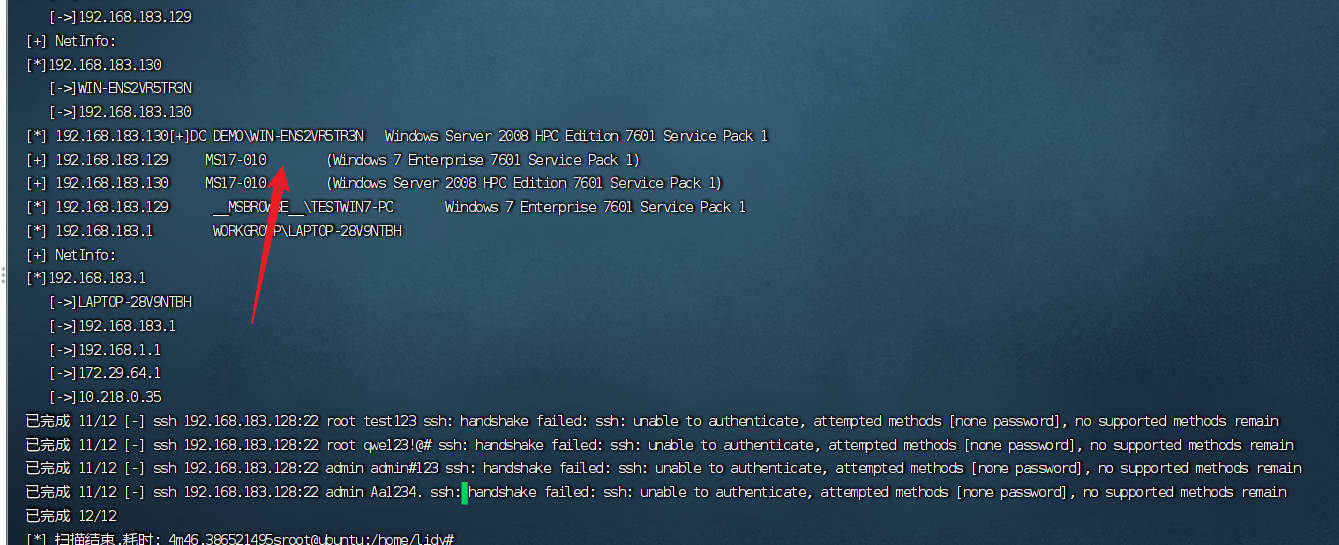 [->]192.168.183.129
[+] NetInfo:
[*]192.168.183.130
[->]WIN-ENS2VR5TR3N
[->]192.168.183.130
[*] 192.168.183.130[+]DC DEMO\WIN-ENS2VR5TR3N Windows Server 2008 HPC Edition 7601 Service Pack 1
[+] 192.168.183.129 MS17-010 (Windows 7 Enterprise 7601 Service Pack 1)
[+] 192.168.183.130 MS17-010 (Windows Server 2008 HPC Edition 7601 Service Pack 1)
[*] 192.168.183.129 __MSBROWSE__\TESTWIN7-PC Windows 7 Enterprise 7601 Service Pack 1
[*] 192.168.183.1 WORKGROUP\LAPTOP-28V9NTBH
[+] NetInfo:
[*]192.168.183.1
[->]LAPTOP-28V9NTBH
[->]192.168.183.1
[->]192.168.1.1
[->]172.29.64.1
[->]10.218.0.35
已完成 11/12 [-] ssh 192.168.183.128:22 root test123 ssh: handshake failed: ssh: unable to authenticate, attempted methods [none password], no supported methods remain
已完成 11/12 [-] ssh 192.168.183.128:22 root qwe123!@# ssh: handshake failed: ssh: unable to authenticate, attempted methods [none password], no supported methods remain
已完成 11/12 [-] ssh 192.168.183.128:22 admin admin#123 ssh: handshake failed: ssh: unable to authenticate, attempted methods [none password], no supported methods remain
已完成 11/12 [-] ssh 192.168.183.128:22 admin Aa1234. ssh: handshake failed: ssh: unable to authenticate, attempted methods [none password], no supported methods remain
已完成 12/12
[*] 扫描结束,耗时: 4m46.386521495sroot@ubuntu:/home/lidy#